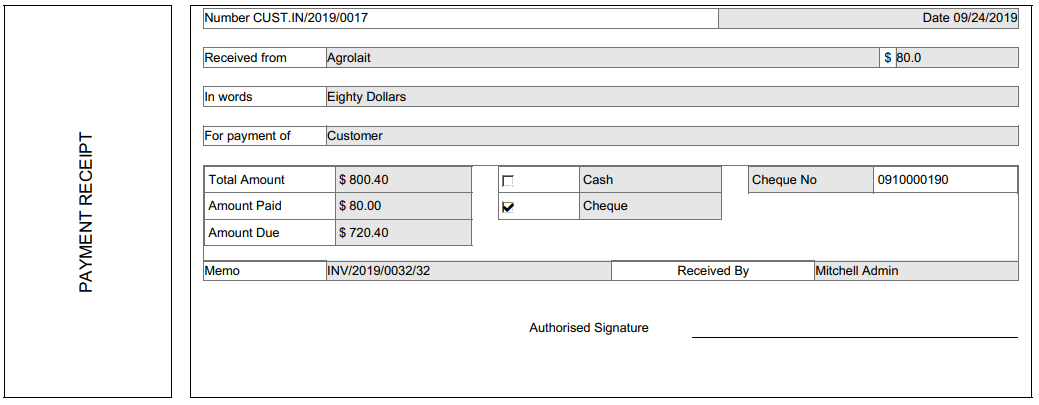 PAYMENT RECEIPT
Number CUST.IN/2019/0017 Date 09/24/2019
Received from Agrolait $ 80.0
In words Eighty Dollars
For payment of Customer
Total Amount $ 800.40 Cash Cheque No 0910000190
Amount Paid $ 80.00 Cheque
Amount Due $ 720.40
Memo INV/2019/0032/32 Received By Mitchell Admin
Authorised Signature